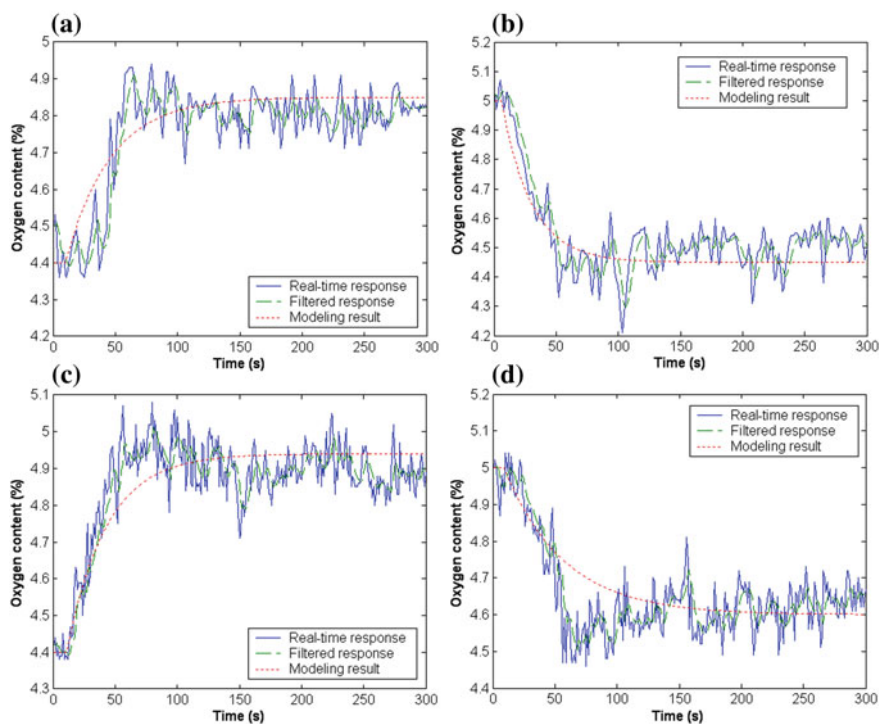 (a)
5
4.9
4.8
4.7
4.6
4.5
4.4
4.3
4.2
Oxygen content (%)
Real-time response
Filtered response
Modeling result
0 50 100 150 200 250 300
Time (s)
(b)
5.2
5.1
5
4.9
4.8
4.7
4.6
4.5
4.4
4.3
4.2
Oxygen content (%)
Real-time response
Filtered response
Modeling result
0 50 100 150 200 250 300
Time (s)
(c)
5.1
5
4.9
4.8
4.7
4.6
4.5
4.4
4.3
Oxygen content (%)
Real-time response
Filtered response
Modeling result
0 50 100 150 200 250 300
Time (s)
(d)
5.2
5.1
5
4.9
4.8
4.7
4.6
4.5
4.4
Oxygen content (%)
Real-time response
Filtered response
Modeling result
0 50 100 150 200 250 300
Time (s)